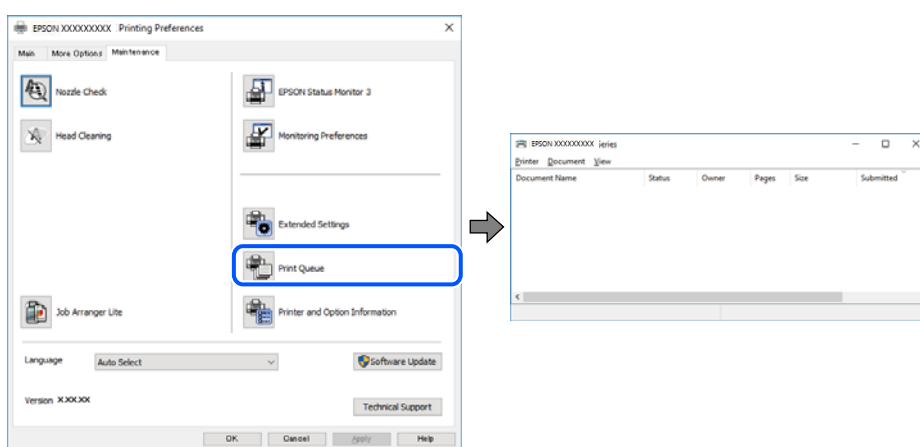 EPSON XXXXXXXXX Printing Preferences
Main More Options Maintenance
Nozzle Check
Head Cleaning
Job Arranger Lite
EPSON Status Monitor 3
Monitoring Preferences
Extended Settings
Print Queue
Printer and Option Information
Language Auto Select
Software Update
Version X.XX.XX
Technical Support
OK Cancel Apply Help
EPSON XXXXXXXXX ieries
Printer Document View
Document Name Status Owner Pages Size Submitted